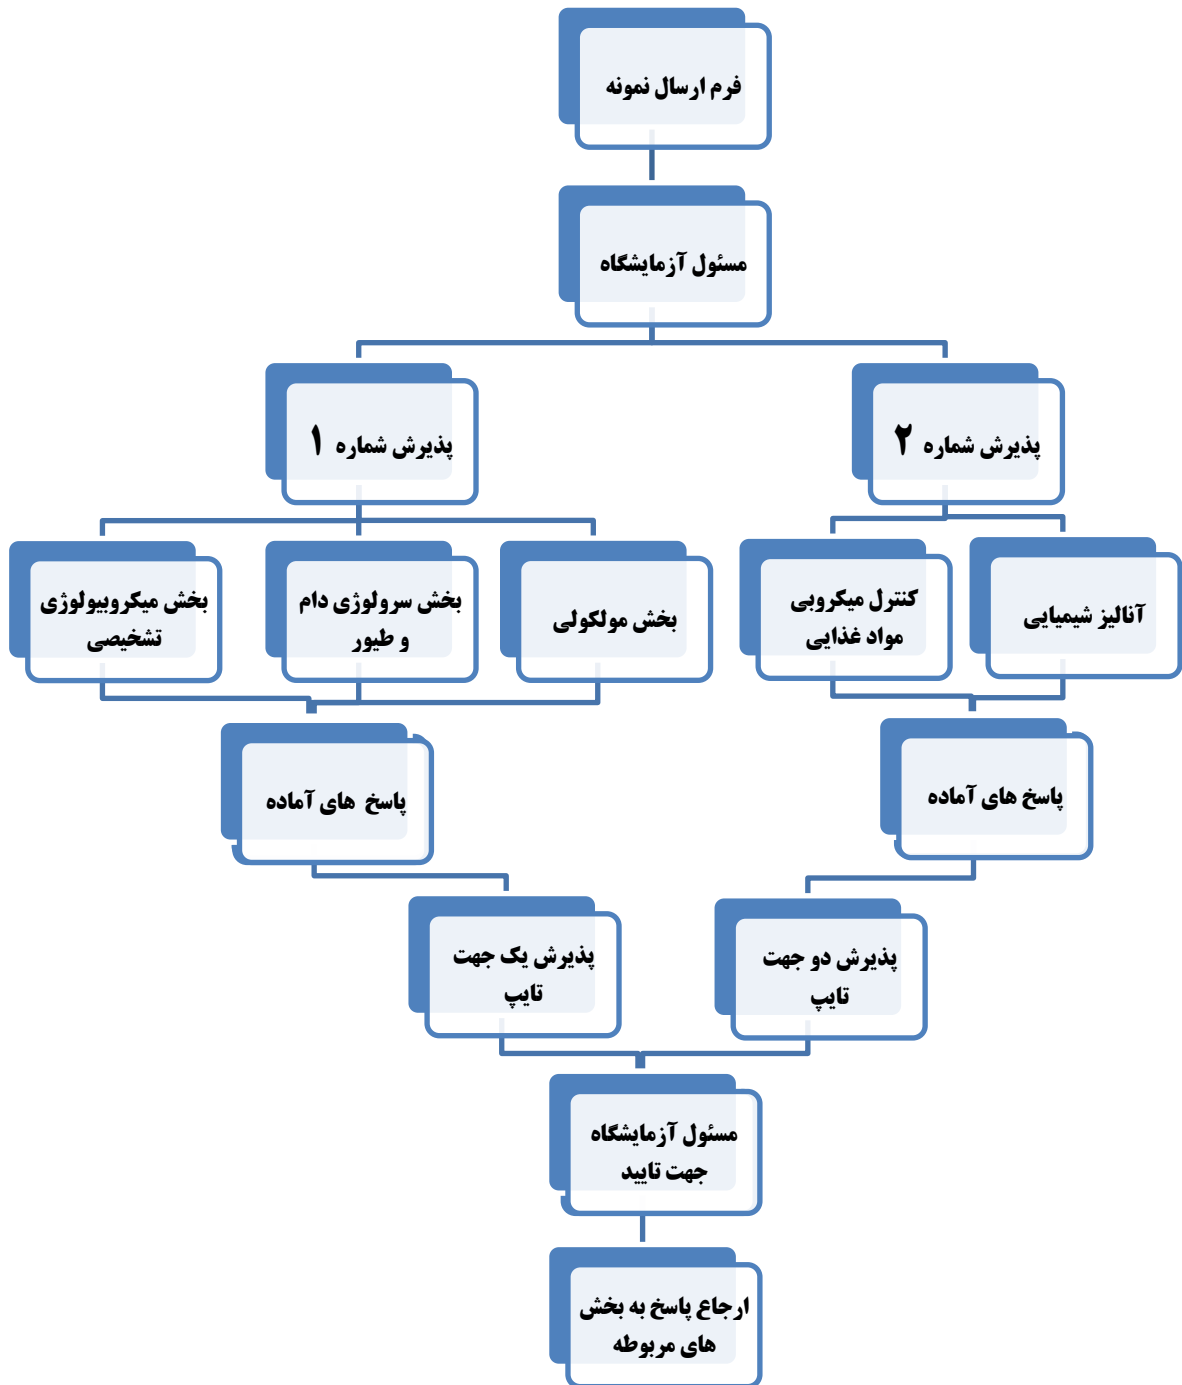 فرم ارسال نمونه
مسئول آزمایشگاه
پذیرش شماره ۲
پذیرش شماره ۱
آنالیز شیمیایی
کنترل میکروبی
مواد غذایی
بخش مولکولی
بخش سرولوژی دام
و طیور
بخش میکروبیولوژی
تشخیصی
پاسخ های آماده
پاسخ های آماده
پذیرش دو جهت
تایپ
پذیرش یک جهت
تایپ
مسئول آزمایشگاه
جهت تایید
ارجاع پاسخ به بخش
های مربوطه